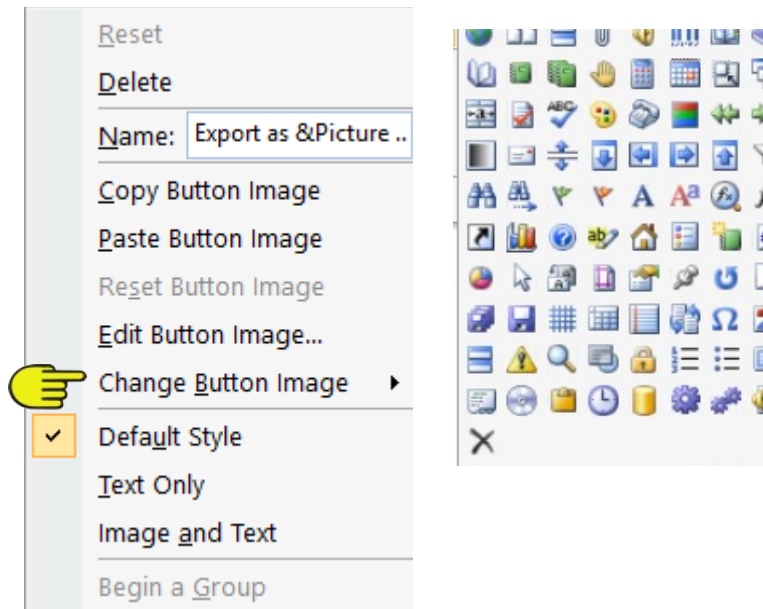 Reset
Delete
Name: Export as &Picture ..
Copy Button Image
Paste Button Image
Reset Button Image
Edit Button Image...
Change Button Image
Default Style
Text Only
Image and Text
Begin a Group